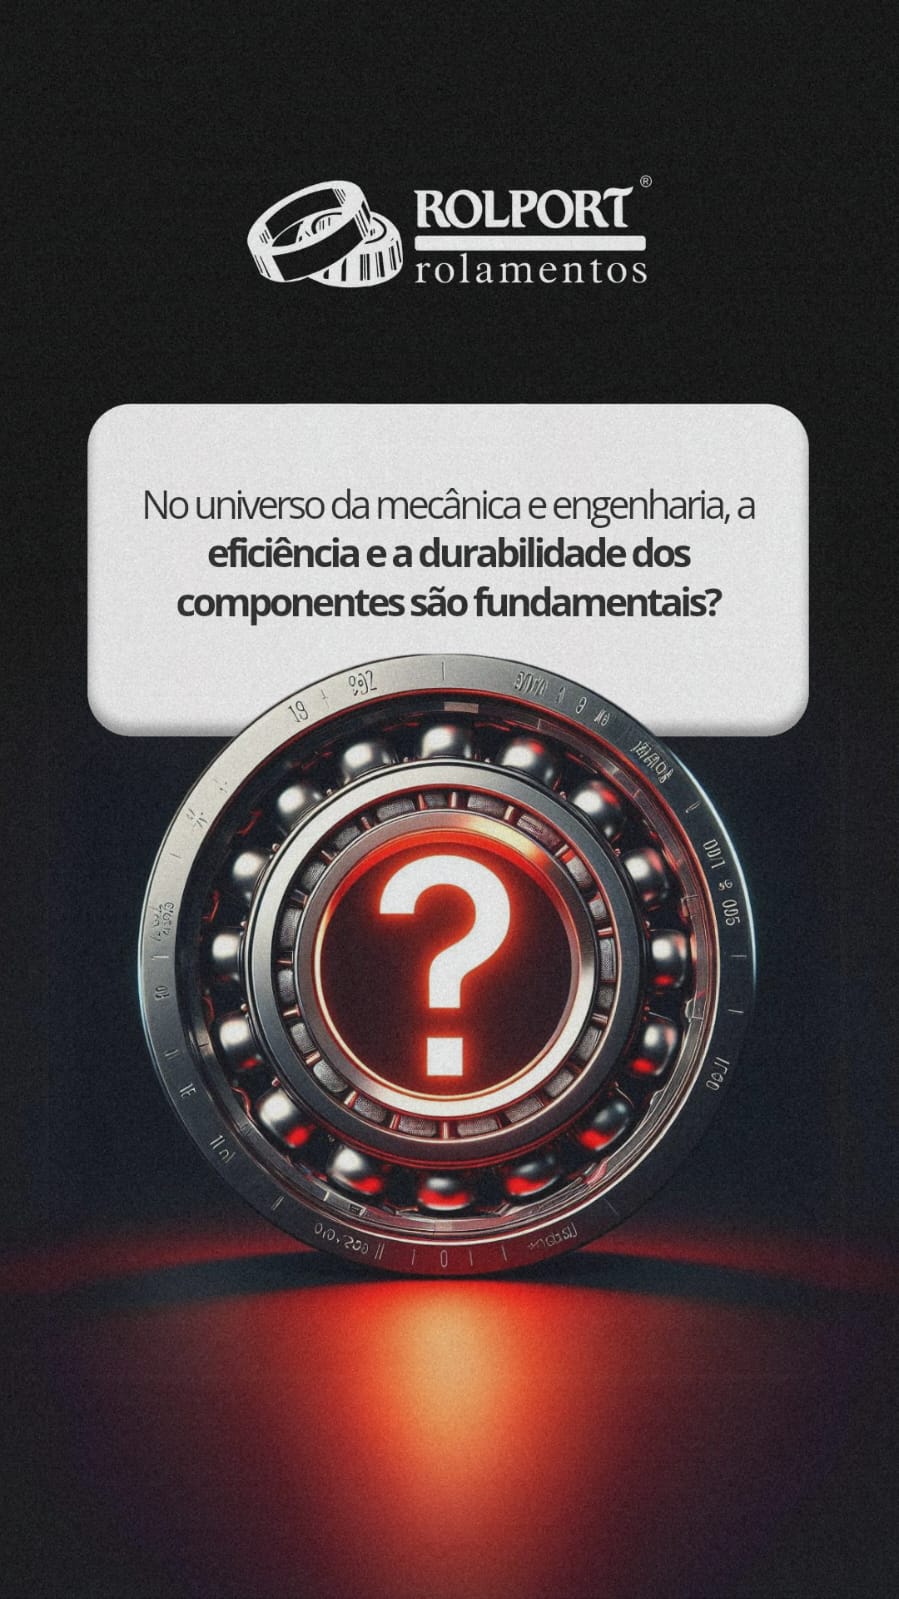 ROLPORT®
rolamentos
No universo da mecânica e engenharia, a
eficiência e a durabilidade dos
componentes são fundamentais?
?